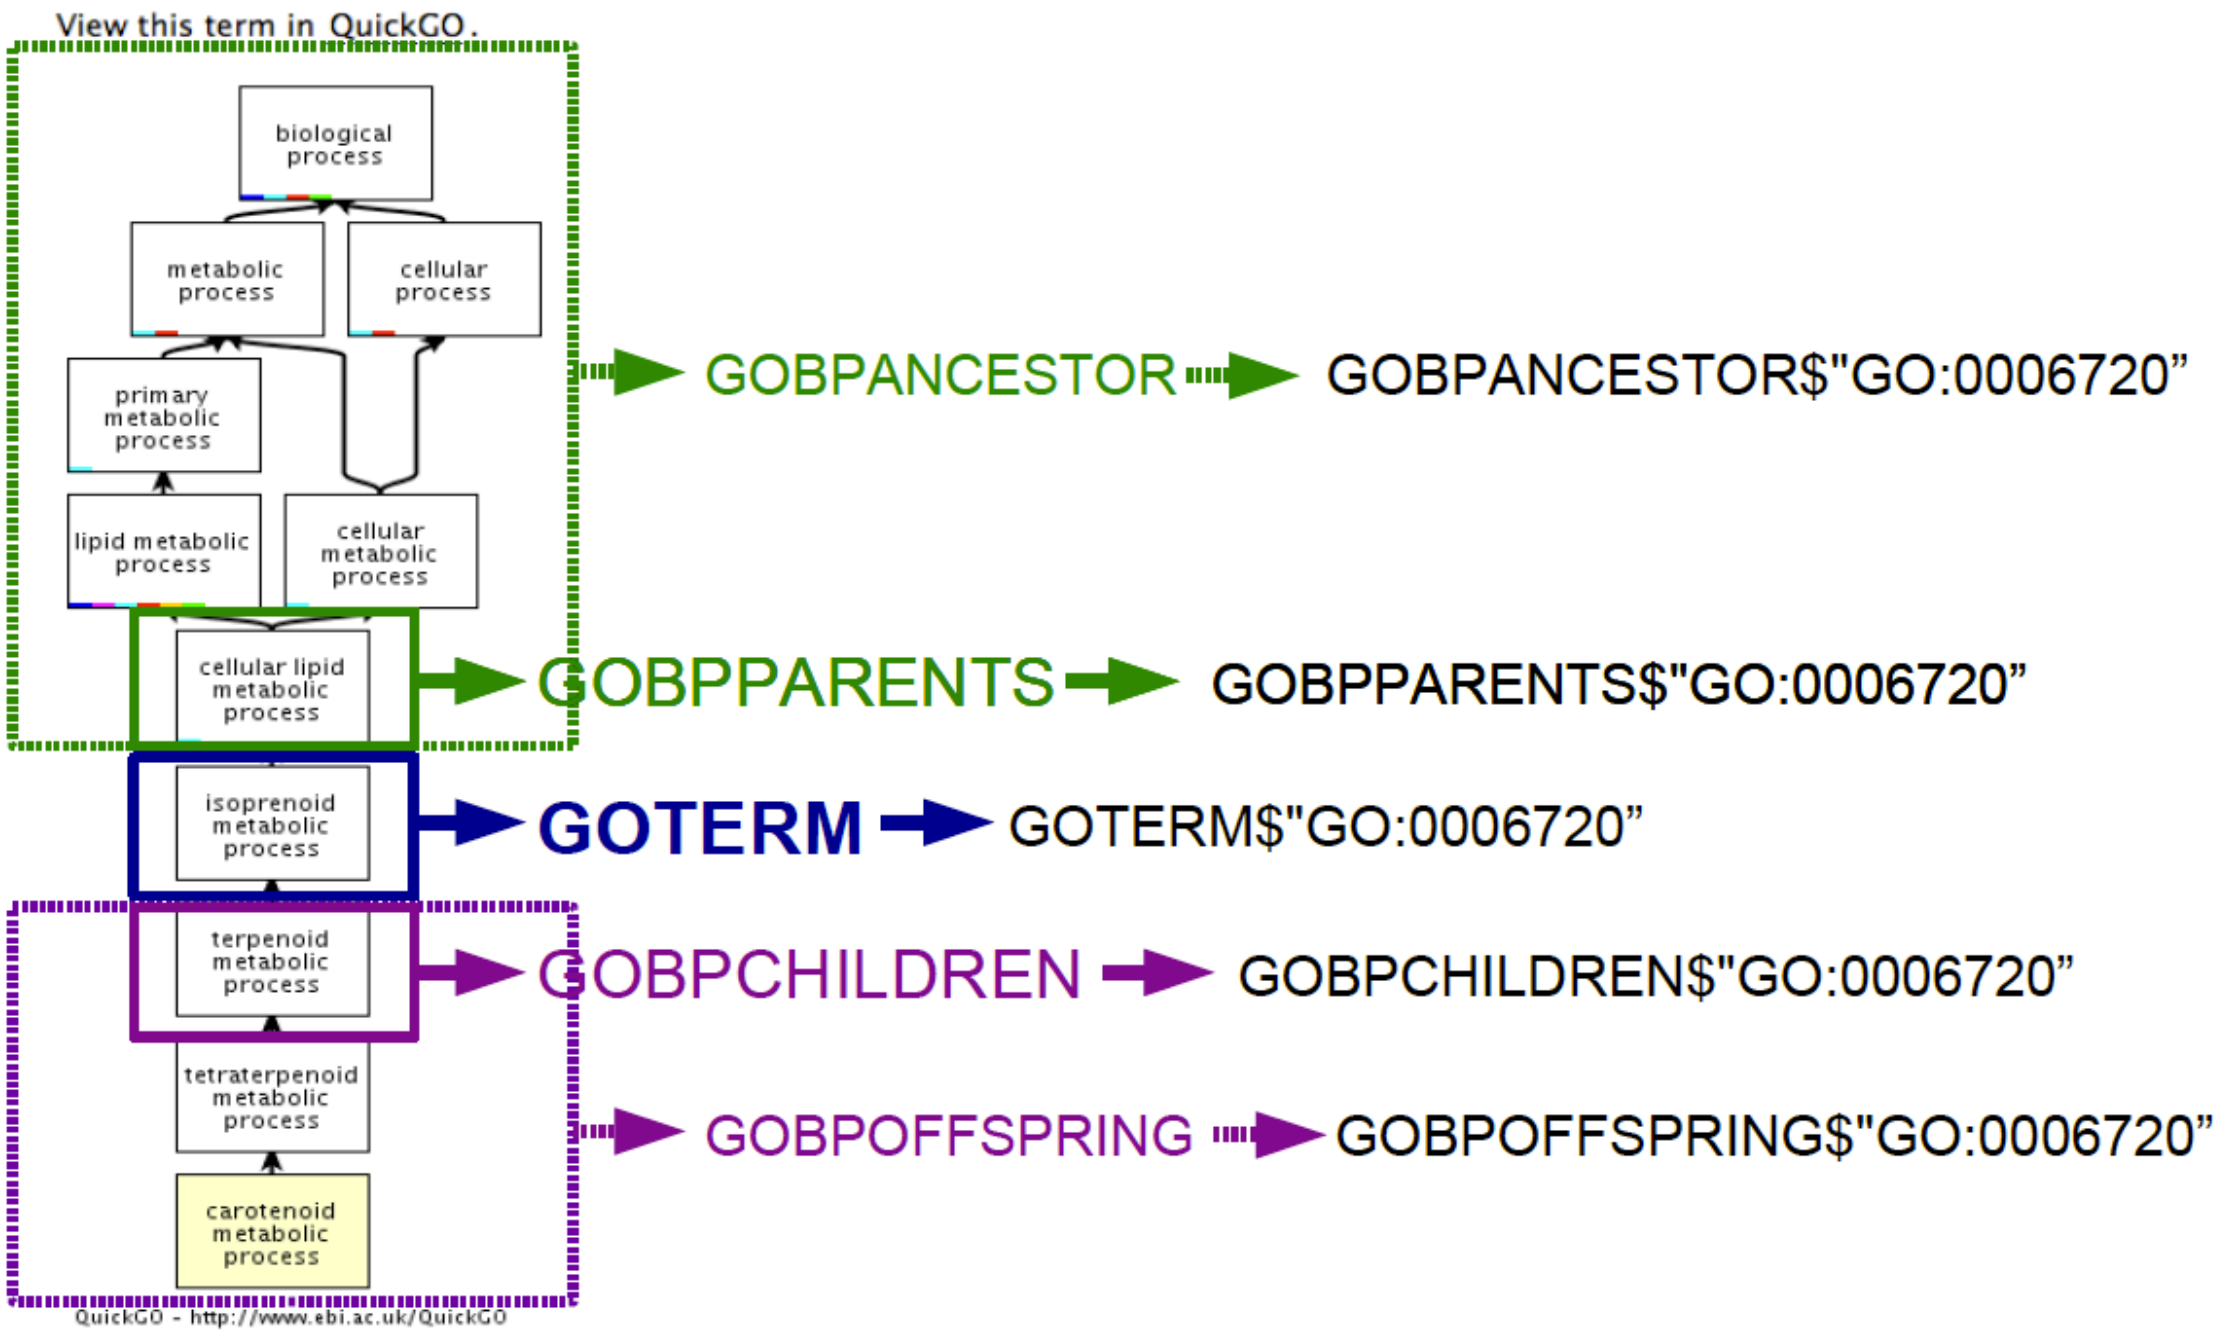 View this term in QuickGO.
biological
process
metabolic
process
cellular
process
primary
metabolic
process
GOBPANCESTOR
GOBPANCESTOR$"GO:0006720”
lipid metabolic
process
cellular
metabolic
process
cellular lipid
metabolic
process
GOBPPARENTS
GOBPPARENTS$"GO:0006720”
isoprenoid
metabolic
process
GOTERM
GOTERM$"GO:0006720”
terpenoid
metabolic
process
GOBPCHILDREN
GOBPCHILDREN$"GO:0006720”
tetraterpenoid
metabolic
process
GOBPOFFSPRING
GOBPOFFSPRING$"GO:0006720”
carotenoid
metabolic
process
QuickGO - http://www.ebi.ac.uk/QuickGO